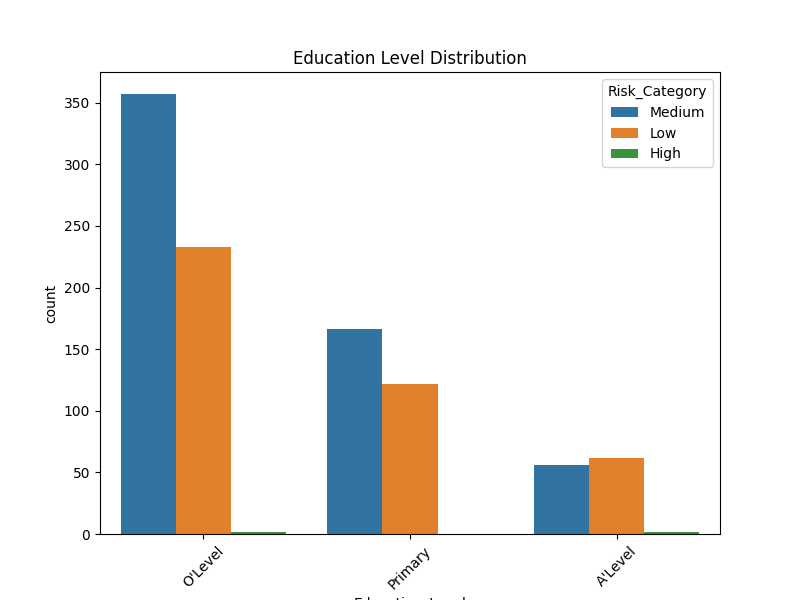 Education Level Distribution
Risk_Category
Medium
Low
High
350
300
250
200
150
100
50
0
count
O'Level
Primary
A'Level